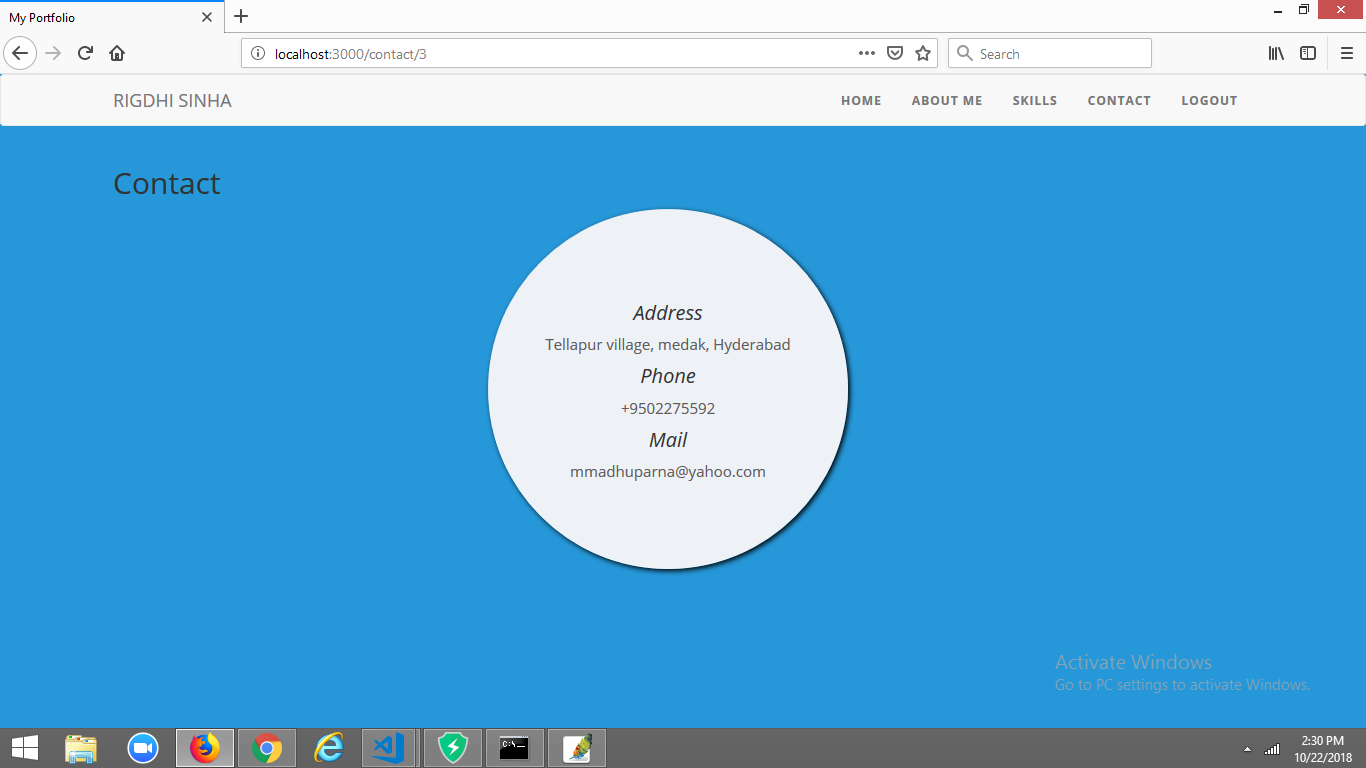 My Portfolio
localhost:3000/contact/3
Search
RIGDHI SINHA
HOME ABOUT ME SKILLS CONTACT LOGOUT
Contact
Address
Tellapur village, medak, Hyderabad
Phone
+9502275592
Mail
mmadhuparna@yahoo.com
Activate Windows
Go to PC settings to activate Windows.
C:\_
2:30 PM
10/22/2018